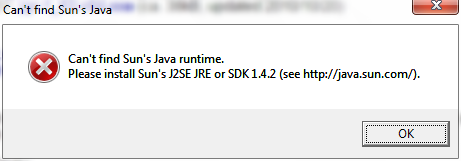 Can't find Sun's Java
Can't find Sun's Java runtime.
Please install Sun's J2SE JRE or SDK 1.4.2 (see http://java.sun.com/).
OK